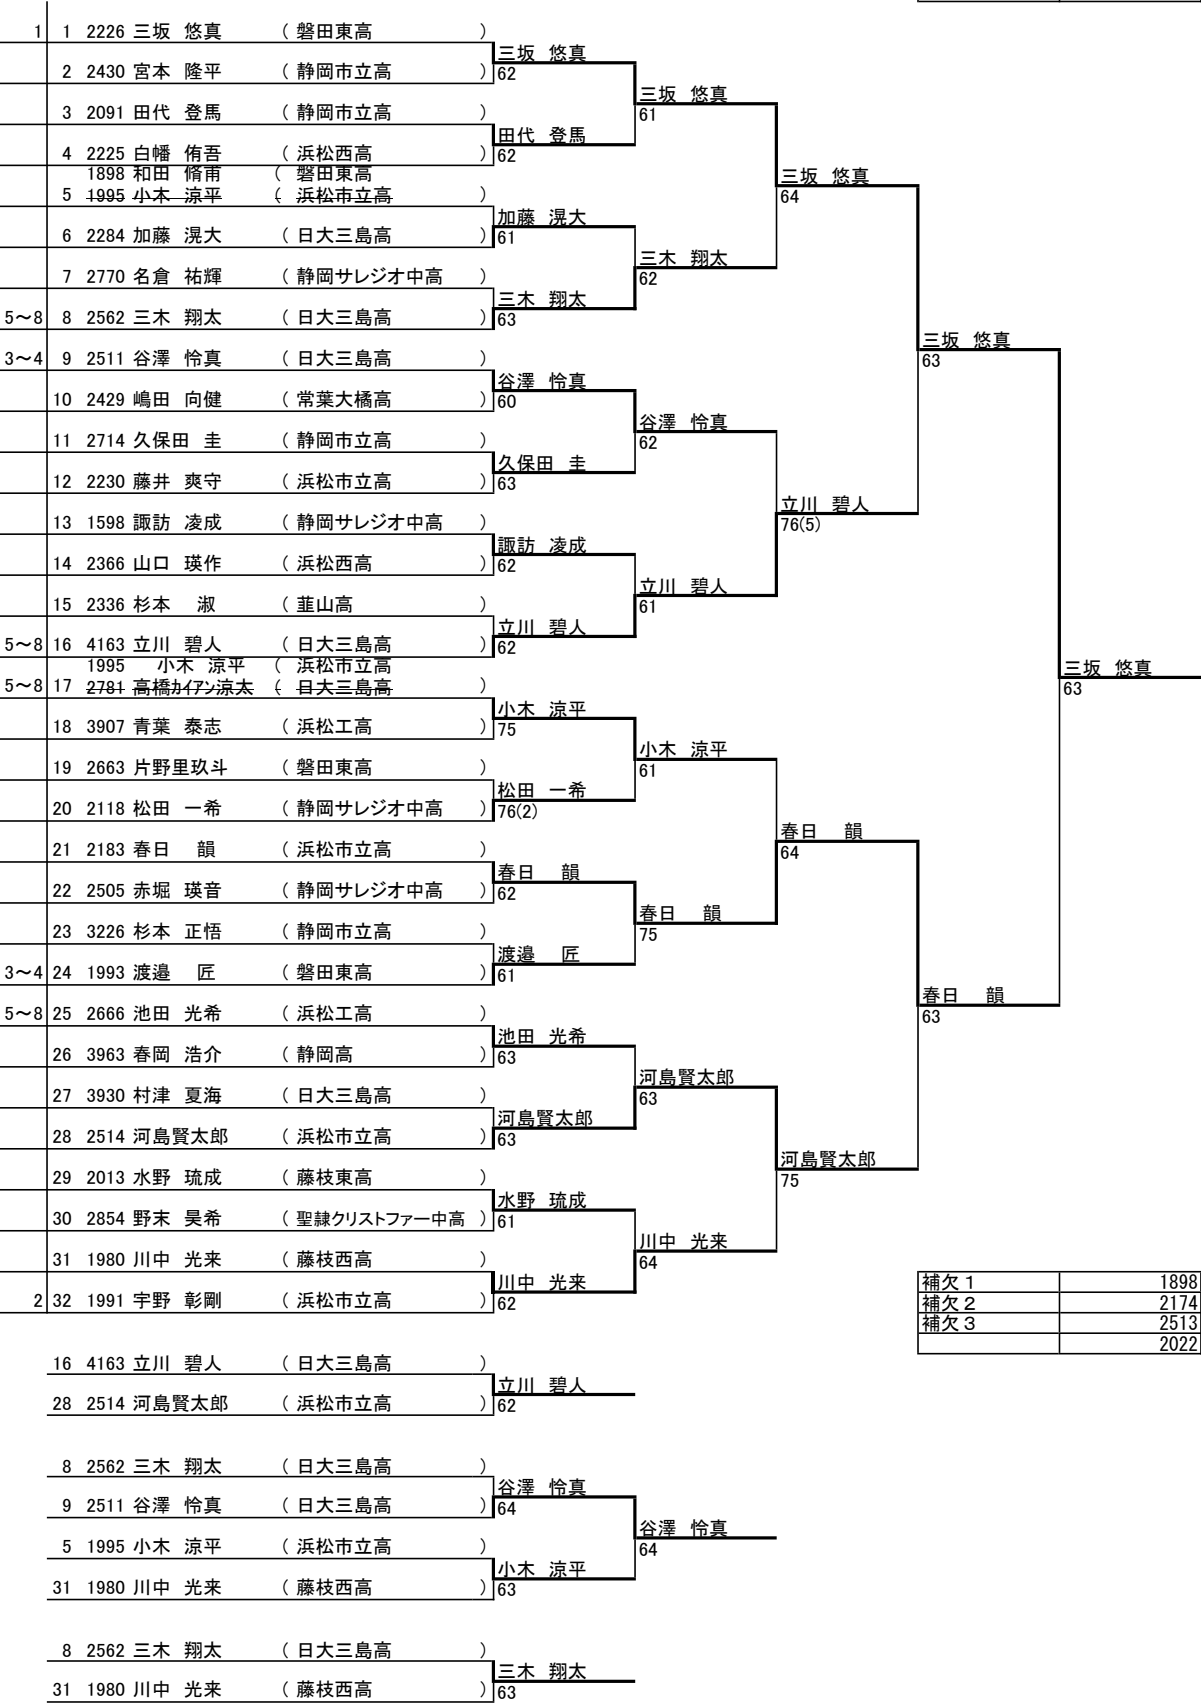 1 1 2226 三坂 悠真 ( 磐田東高 )
三坂 悠真
2 2430 宮本 隆平 ( 静岡市立高 ) 62
三坂 悠真
3 2091 田代 登馬 ( 静岡市立高 ) 61
田代 登馬
4 2225 白幡 侑吾 ( 浜松西高 ) 62
1898 和田 脩甫 ( 磐田東高 三坂 悠真
5 1995 小木 涼平 ( 浜松市立高 ) 64
加藤 滉大
6 2284 加藤 滉大 ( 日大三島高 ) 61
三木 翔太
7 2770 名倉 祐輝 ( 静岡サレジオ中高 ) 62
三木 翔太
5~8 8 2562 三木 翔太 ( 日大三島高 ) 63
三坂 悠真
3~4 9 2511 谷澤 怜真 ( 日大三島高 ) 63
谷澤 怜真
10 2429 嶋田 向健 ( 常葉大橘高 ) 60
谷澤 怜真
11 2714 久保田 圭 ( 静岡市立高 ) 62
久保田 圭
12 2230 藤井 爽守 ( 浜松市立高 ) 63
立川 碧人
13 1598 諏訪 凌成 ( 静岡サレジオ中高 ) 76(5)
諏訪 凌成
14 2366 山口 瑛作 ( 浜松西高 ) 62
立川 碧人
15 2336 杉本 淑 ( 韮山高 ) 61
立川 碧人
5~8 16 4163 立川 碧人 ( 日大三島高 ) 62
1995 小木 涼平 ( 浜松市立高 三坂 悠真
5~8 17 2781 高橋カイアン涼太 ( 日大三島高 ) 63
小木 涼平
18 3907 青葉 泰志 ( 浜松工高 ) 75
小木 涼平
19 2663 片野里玖斗 ( 磐田東高 ) 61
松田 一希
20 2118 松田 一希 ( 静岡サレジオ中高 ) 76(2)
春日 韻
21 2183 春日 韻 ( 浜松市立高 ) 64
春日 韻
22 2505 赤堀 瑛音 ( 静岡サレジオ中高 ) 62
春日 韻
23 3226 杉本 正悟 ( 静岡市立高 ) 75
渡邉 匠
3~4 24 1993 渡邉 匠 ( 磐田東高 ) 61
春日 韻
5~8 25 2666 池田 光希 ( 浜松工高 ) 63
池田 光希
26 3963 春岡 浩介 ( 静岡高 ) 63
河島賢太郎
27 3930 村津 夏海 ( 日大三島高 ) 63
河島賢太郎
28 2514 河島賢太郎 ( 浜松市立高 ) 63
河島賢太郎
29 2013 水野 琉成 ( 藤枝東高 ) 75
水野 琉成
30 2854 野末 昊希 ( 聖隷クリストファー中高 ) 61
川中 光来
31 1980 川中 光来 ( 藤枝西高 ) 64
川中 光来 補欠1 1898
2 32 1991 宇野 彰剛 ( 浜松市立高 ) 62 補欠2 2174
補欠3 2513
2022
16 4163 立川 碧人 ( 日大三島高 )
立川 碧人
28 2514 河島賢太郎 ( 浜松市立高 ) 62
8 2562 三木 翔太 ( 日大三島高 )
谷澤 怜真
9 2511 谷澤 怜真 ( 日大三島高 ) 64
谷澤 怜真
5 1995 小木 涼平 ( 浜松市立高 ) 64
小木 涼平
31 1980 川中 光来 ( 藤枝西高 ) 63
8 2562 三木 翔太 ( 日大三島高 )
三木 翔太
31 1980 川中 光来 ( 藤枝西高 ) 63